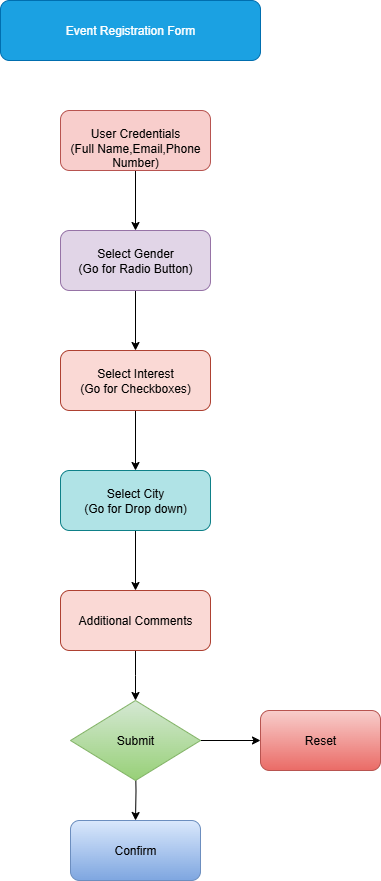 Event Registration Form
User Credentials
(Full Name,Email,Phone
Number)
Select Gender
(Go for Radio Button)
Select Interest
(Go for Checkboxes)
Select City
(Go for Drop down)
Additional Comments
Submit
Reset
Confirm